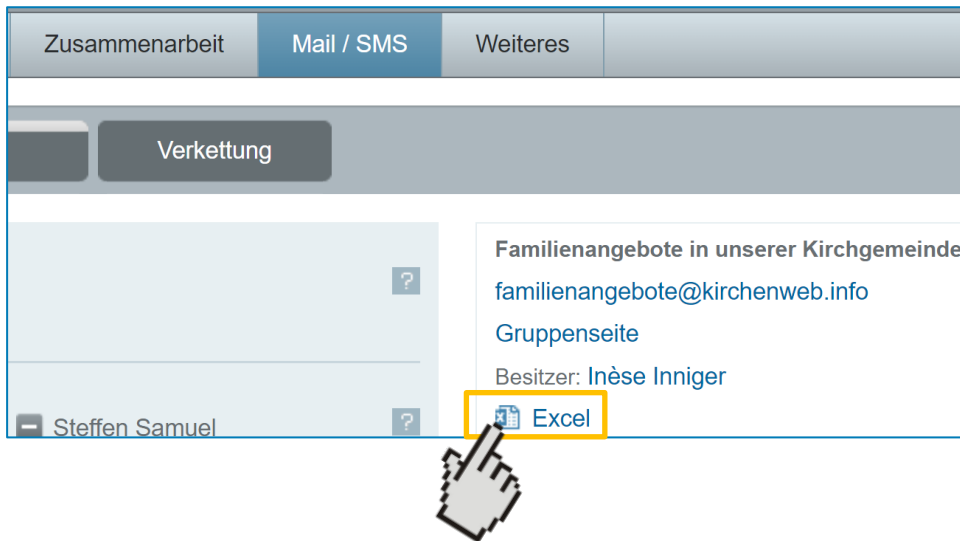 Zusammenarbeit Mail / SMS Weiteres
Verkettung
Familienangebote in unserer Kirchgemeinde
?
familienangebote@kirchenweb.info
Gruppenseite
Besitzer: Inèse Inniger
Steffen Samuel
?
Excel